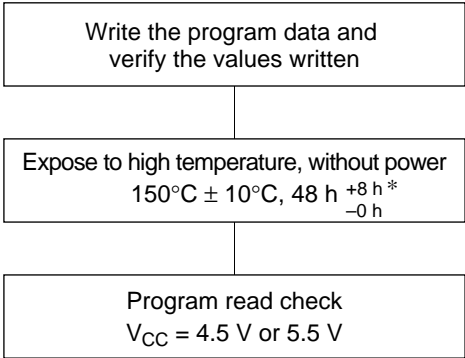 Write the program data and
verify the values written
Expose to high temperature, without power
150°C ± 10°C, 48 h +8 h *
−0 h
Program read check
VCC = 4.5 V or 5.5 V